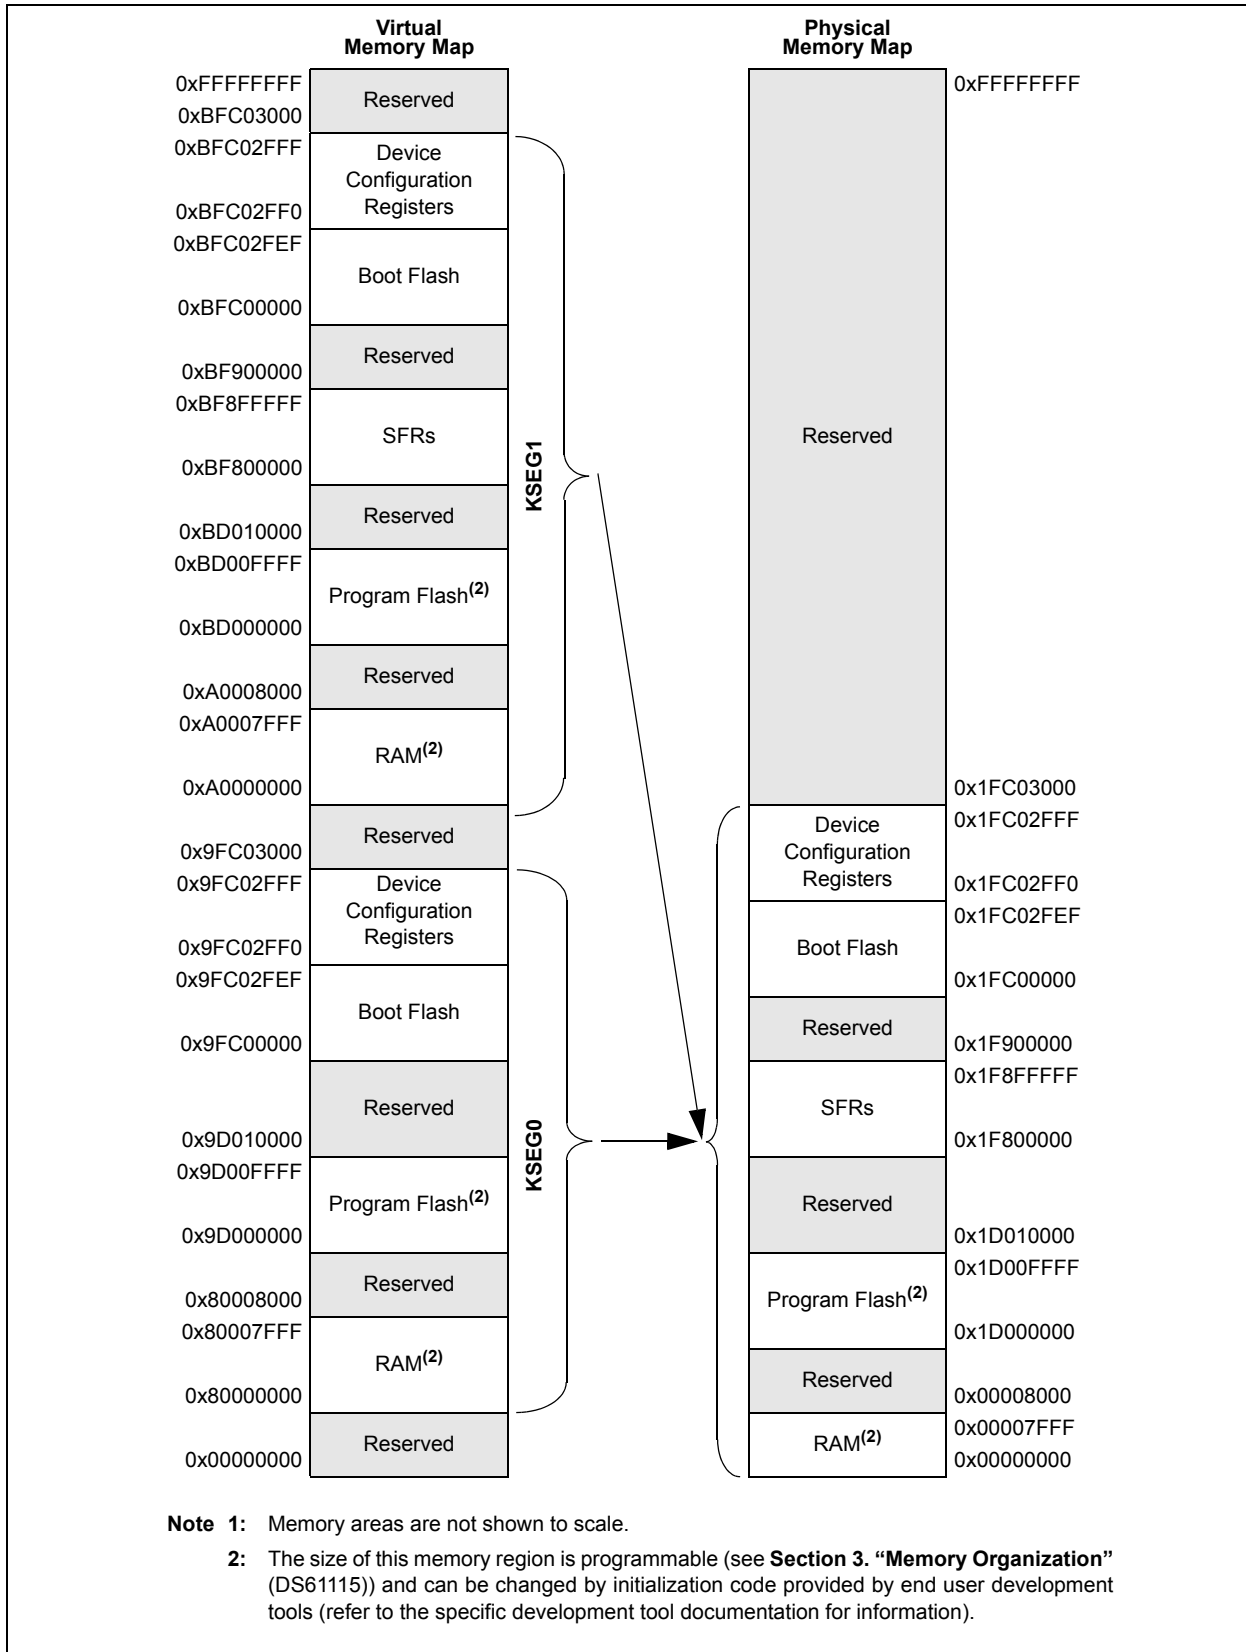 Virtual
Memory Map
0xFFFFFFFF
Reserved
0xBFC03000
0xBFC02FFF
Device
Configuration
Registers
0xBFC02FF0
0xBFC02FEF
Boot Flash
0xBFC00000
Reserved
0xBF900000
0xBF8FFFFF
SFRs
0xBF800000
Reserved
0xBD010000
0xBD00FFFF
Program Flash(2)
0xBD000000
Reserved
0xA0008000
0xA0007FFF
RAM(2)
0xA0000000
Reserved
0x9FC03000
0x9FC02FFF
Device
Configuration
Registers
0x9FC02FF0
0x9FC02FEF
Boot Flash
0x9FC00000
Reserved
0x9D010000
0x9D00FFFF
Program Flash(2)
0x9D000000
Reserved
0x80008000
0x80007FFF
RAM(2)
0x80000000
Reserved
0x00000000
KSEG1
KSEG0
Physical
Memory Map
0xFFFFFFFF
Reserved
0x1FC03000
0x1FC02FFF
Device
Configuration
Registers
0x1FC02FF0
0x1FC02FEF
Boot Flash
0x1FC00000
Reserved
0x1F900000
0x1F8FFFFF
SFRs
0x1F800000
Reserved
0x1D010000
0x1D00FFFF
Program Flash(2)
0x1D000000
Reserved
0x00008000
0x00007FFF
RAM(2)
0x00000000
Note 1: Memory areas are not shown to scale.
2: The size of this memory region is programmable (see Section 3. “Memory Organization”
(DS61115)) and can be changed by initialization code provided by end user development
tools (refer to the specific development tool documentation for information).